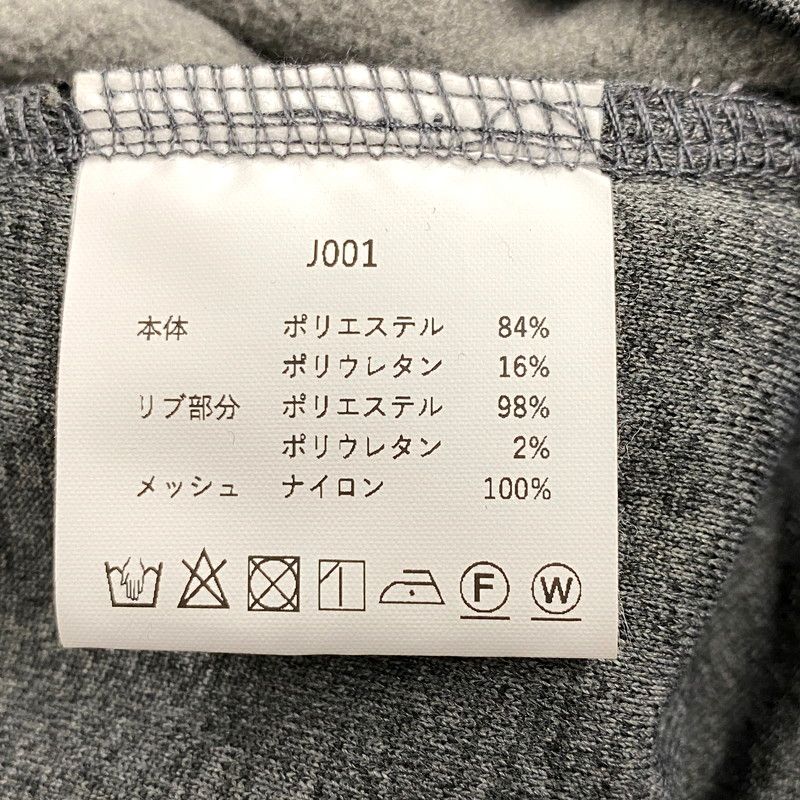 J001
本体 ポリエステル 84%
ポリウレタン 16%
リブ部分 ポリエステル 98%
ポリウレタン 2%
メッシュ ナイロン 100%
F W